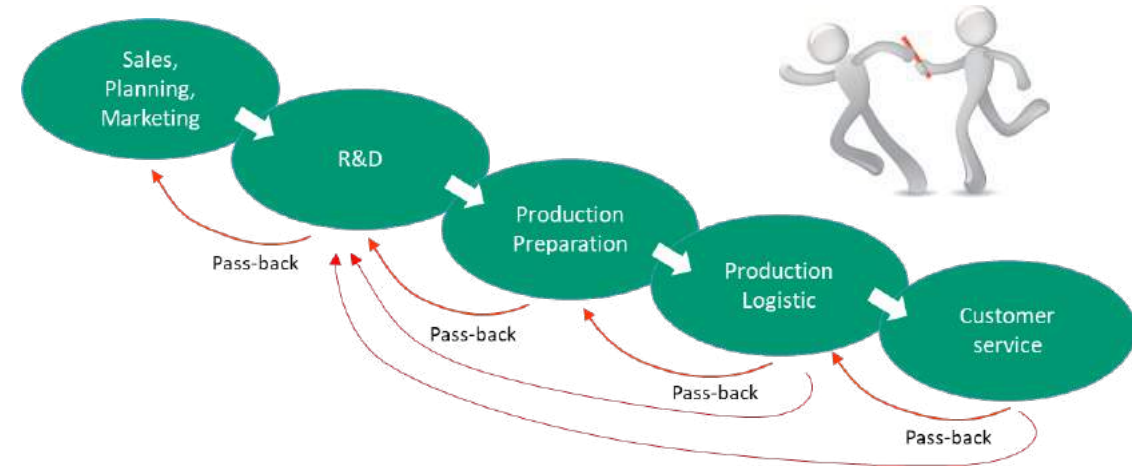 Sales,
Planning,
Marketing
R&D
Production
Preparation
Production
Logistic
Customer
service
Pass-back
Pass-back
Pass-back
Pass-back